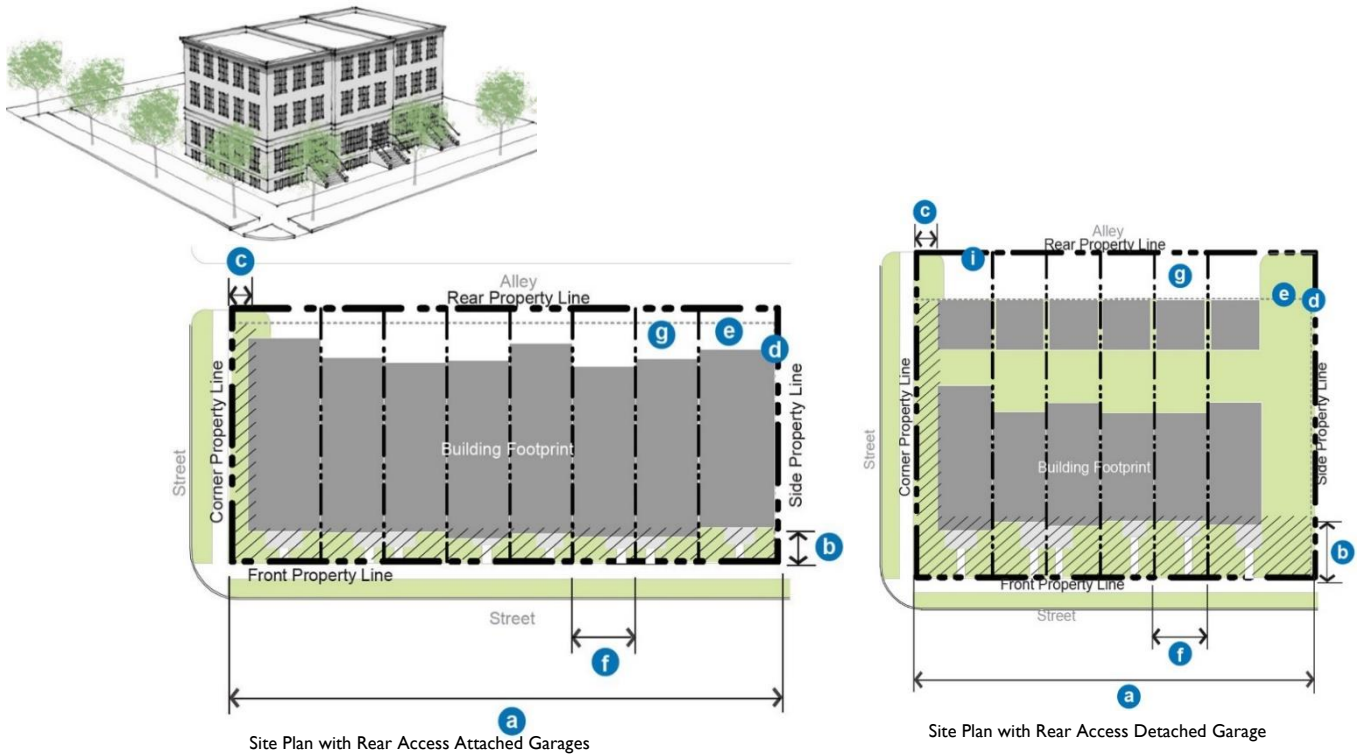 c
Alley
Rear Property Line
g
e
d
Street
Corner Property Line
Building Footprint
Side Property Line
b
Front Property Line
Street
f
a
Site Plan with Rear Access Attached Garages
c
Alley
Rear Property Line
i
g
e
d
Street
Corner Property Line
Building Footprint
Side Property Line
b
Front Property Line
Street
f
a
Site Plan with Rear Access Detached Garage